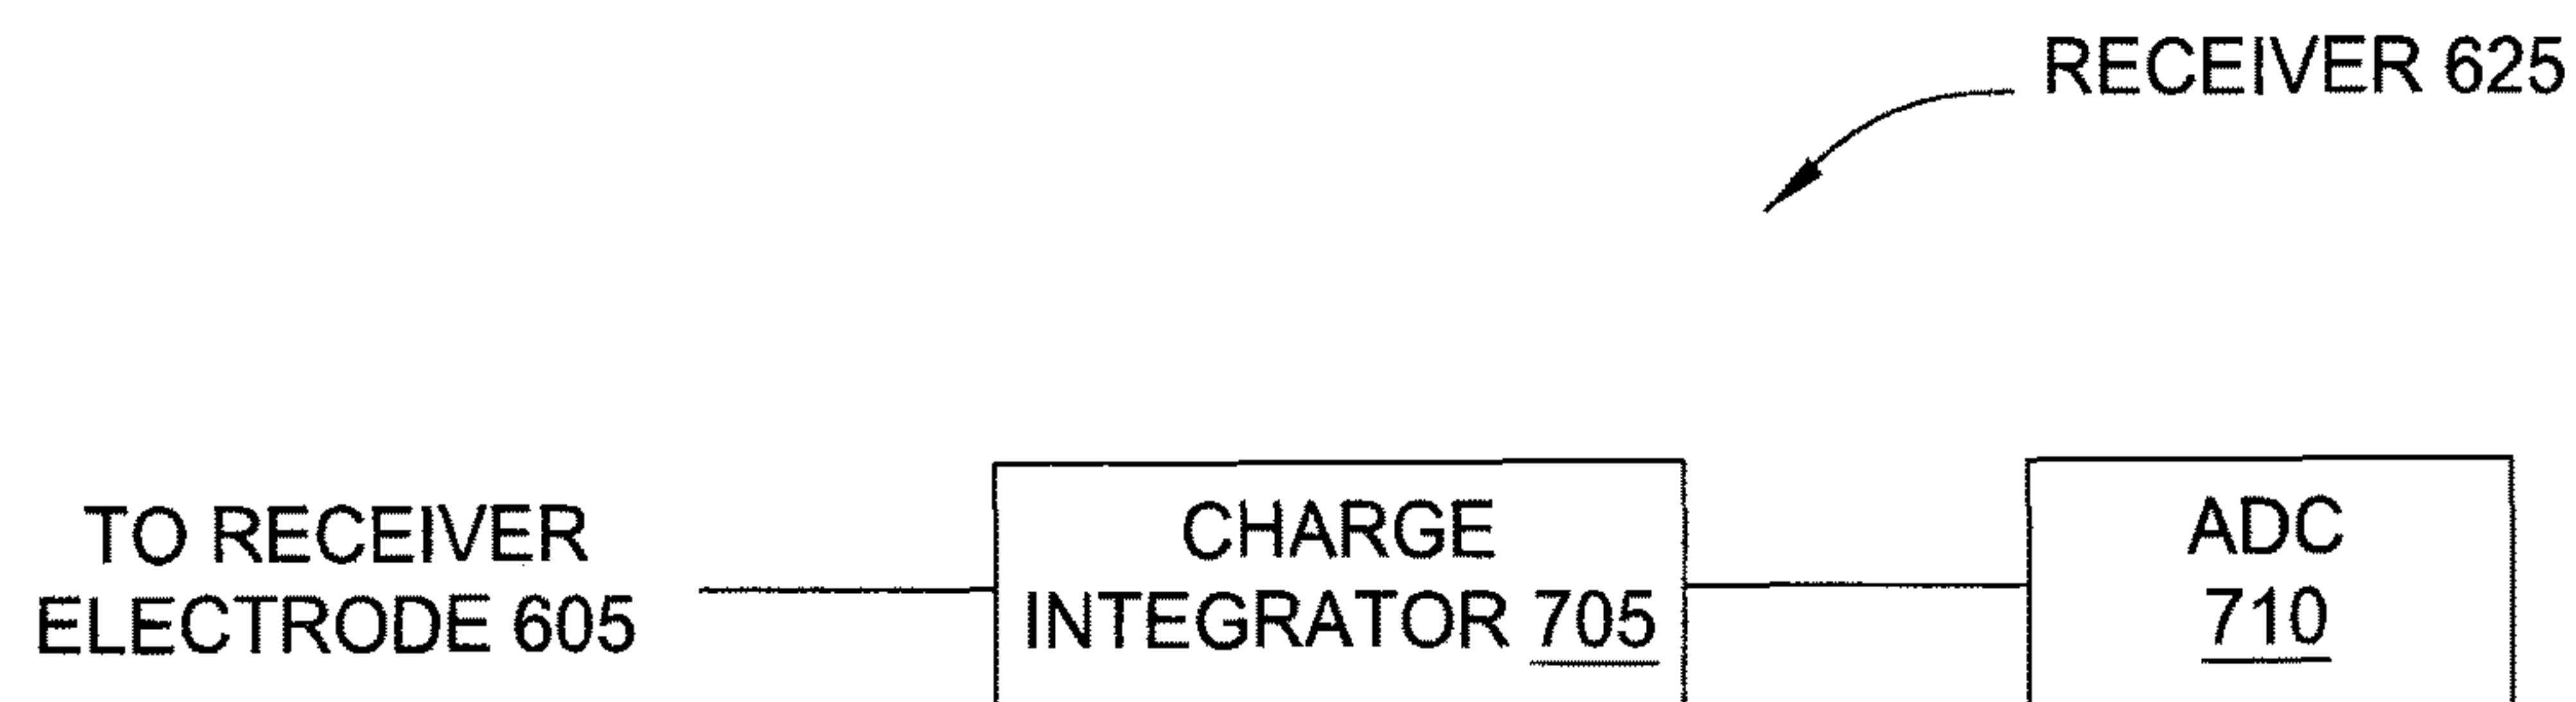 RECEIVER 625
TO RECEIVER
ELECTRODE 605
CHARGE
INTEGRATOR 705
ADC
710